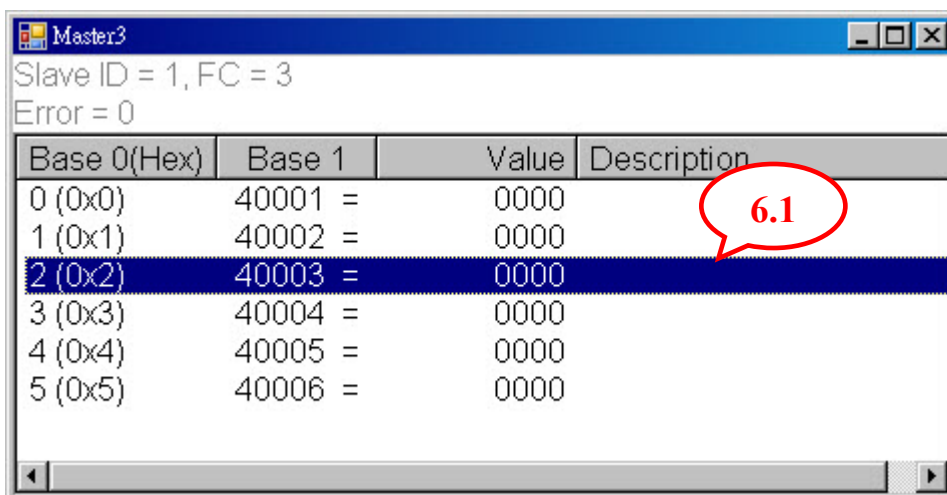 Master3
Slave ID = 1, FC = 3
Error = 0
Base 0(Hex) Base 1 Value Description
0 (0x0) 40001 = 0000
6.1
1 (0x1) 40002 = 0000
2 (0x2) 40003 = 0000
3 (0x3) 40004 = 0000
4 (0x4) 40005 = 0000
5 (0x5) 40006 = 0000